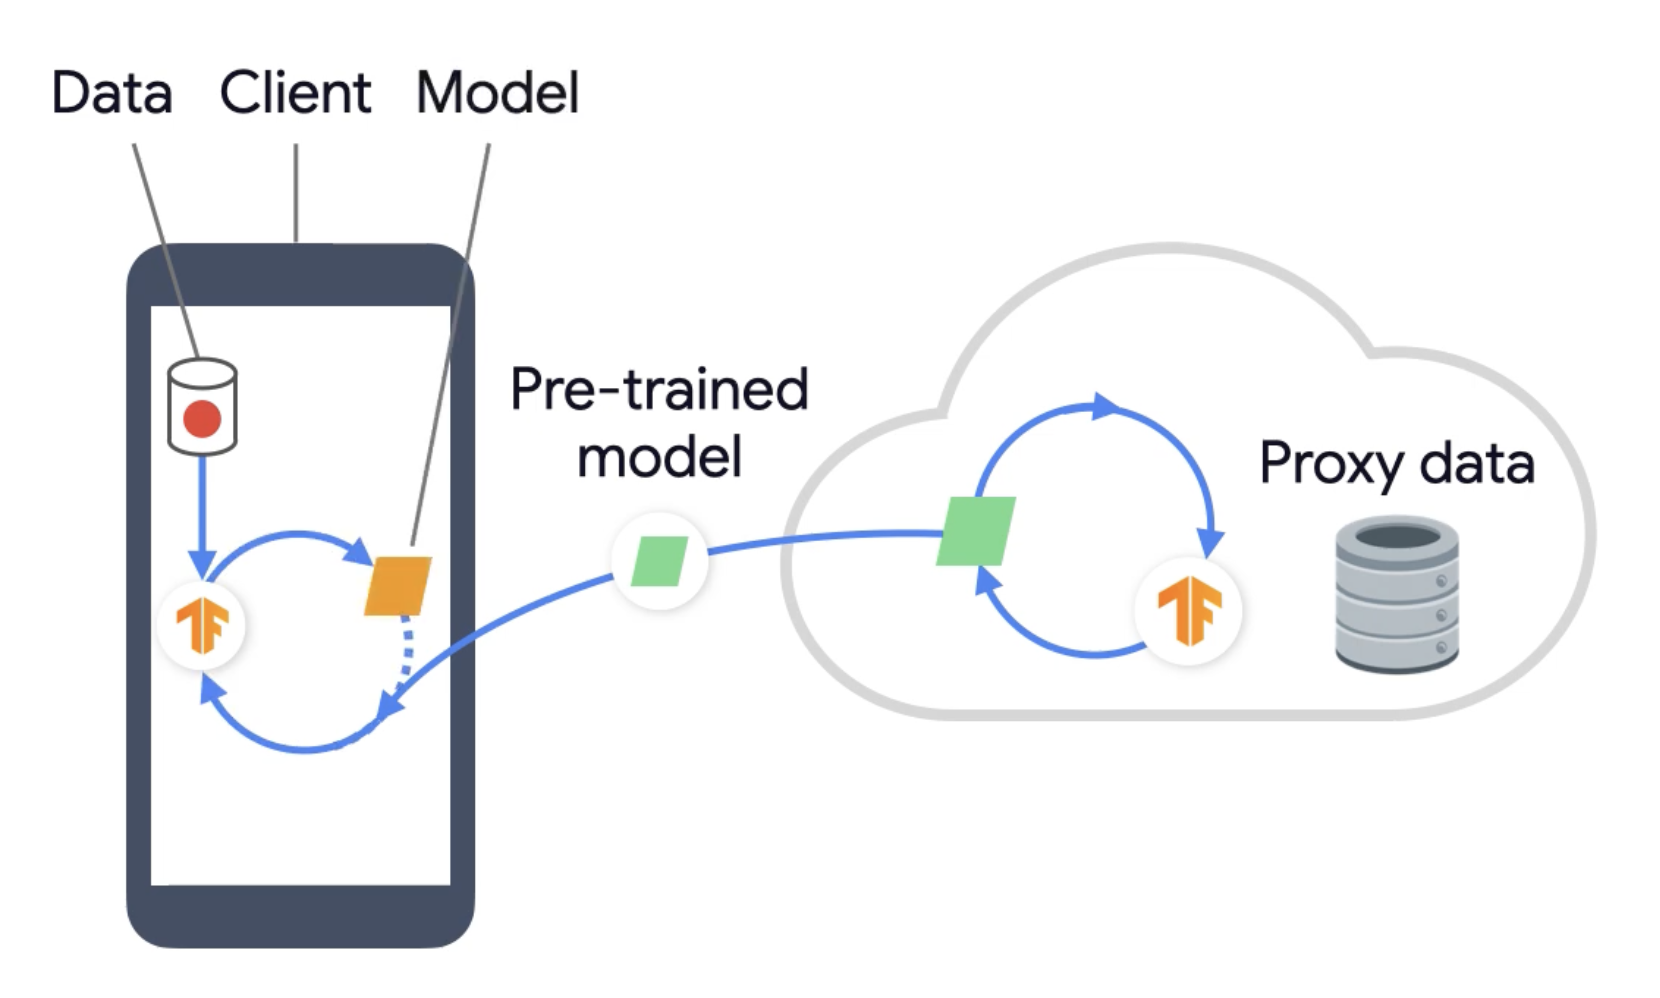 Data Client Model
Pre-trained
model
Proxy data